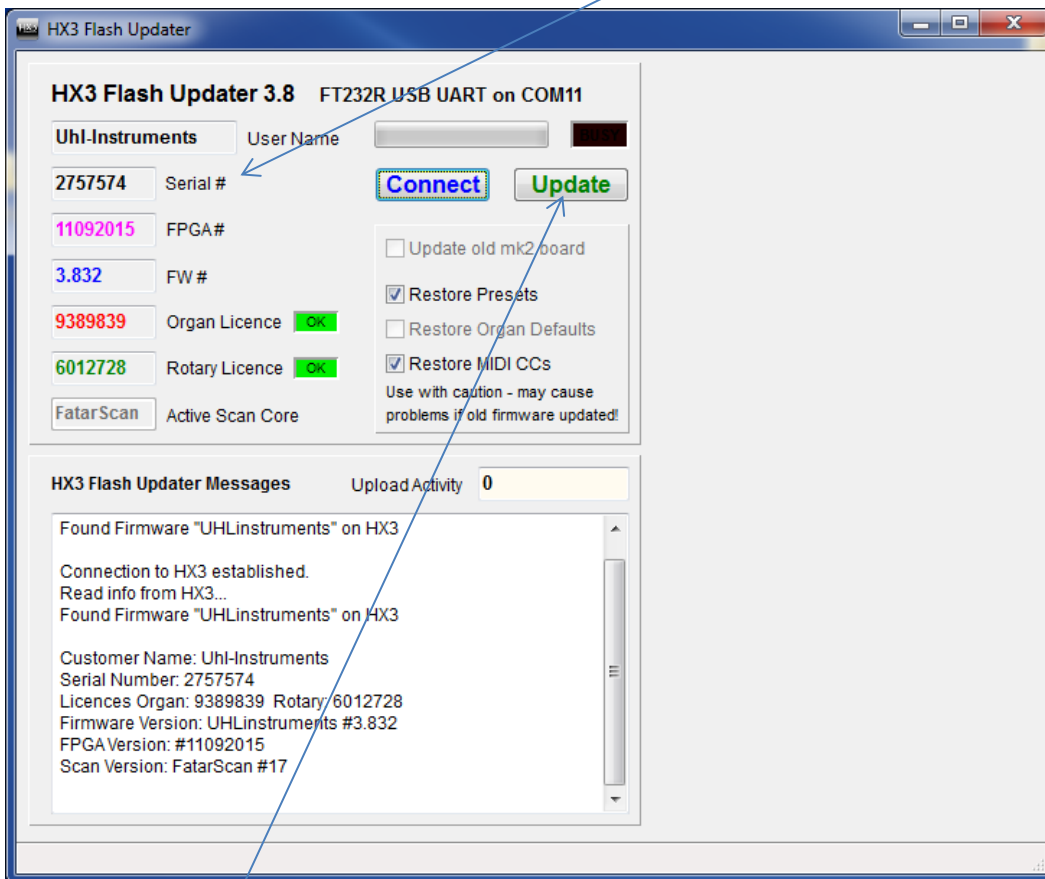 HX3 Flash Updater
HX3 Flash Updater 3.8 FT232R USB UART on COM11
Uhl-Instruments User Name BUSY
2757574 Serial # Connect Update
11092015 FPGA#
Update old mk2 board
3.832 FW #
Restore Presets
9389839 Organ Licence OK Restore Organ Defaults
6012728 Rotary Licence OK Restore MIDI CCs
Use with caution - may cause
FatarScan Active Scan Core problems if old firmware updated!
HX3 Flash Updater Messages Upload Activity 0
Found Firmware "UHLinstruments" on HX3
Connection to HX3 established.
Read info from HX3...
Found Firmware "UHLinstruments" on HX3
Customer Name: Uhl-Instruments
Serial Number: 2757574
Licences Organ: 9389839 Rotary: 6012728
Firmware Version: UHLinstruments #3.832
FPGA Version: #11092015
Scan Version: FatarScan #17